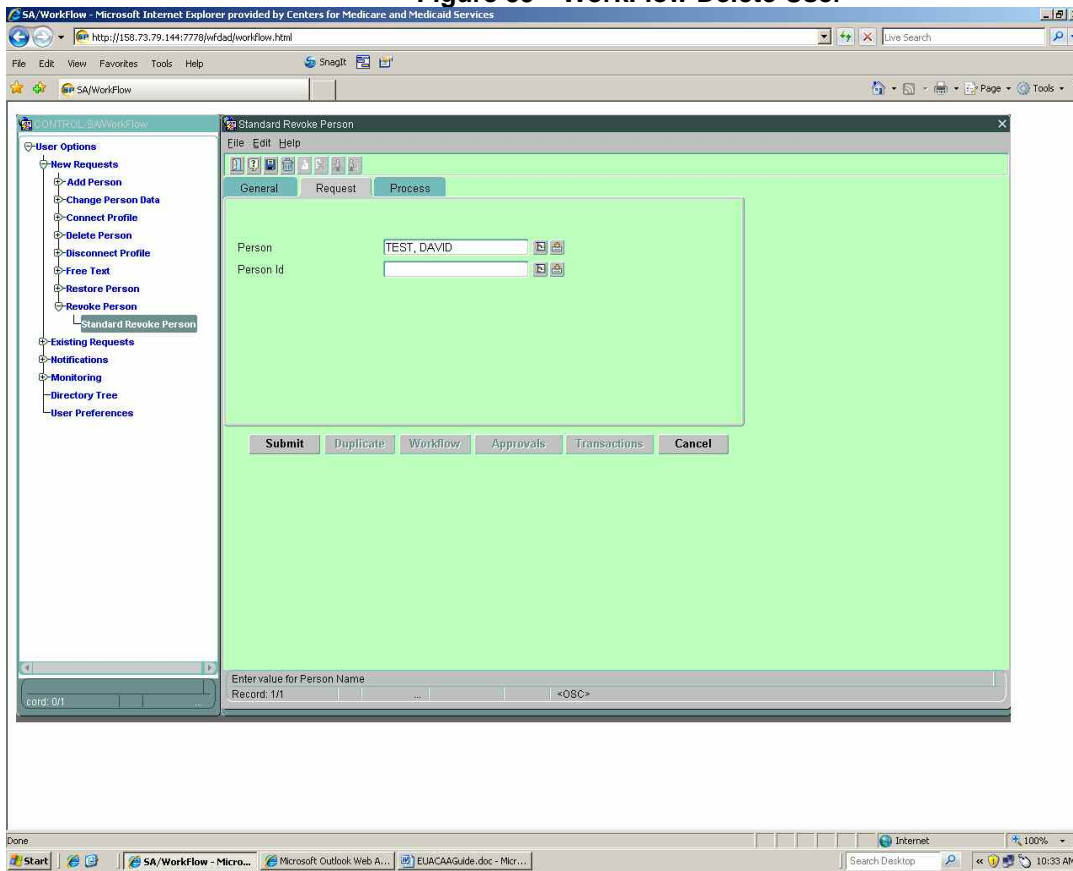 SA/WorkFlow - Microsoft Internet Explorer provided by Centers for Medicare and Medicaid Services
http://158.73.79.144:7778/wfdad/workflow.html
Live Search
File Edit View Favorites Tools Help
SnagIt
SA/WorkFlow
Page
Tools
CONTROL-SA/WorkFlow
User Options
New Requests
Add Person
Change Person Data
Connect Profile
Delete Person
Disconnect Profile
Free Text
Restore Person
Revoke Person
Standard Revoke Person
Existing Requests
Notifications
Monitoring
Directory Tree
User Preferences
cord: 0/1
...
Standard Revoke Person
File Edit Help
General Request Process
Person TEST, DAVID
Person Id
Submit Duplicate Workflow Approvals Transactions Cancel
Enter value for Person Name
Record: 1/1 ... <OSC>
Done
Internet
100%
Start
SA/WorkFlow - Micro...
Microsoft Outlook Web A...
EUACAAGuide.doc - Micr...
Search Desktop
10:33 AM